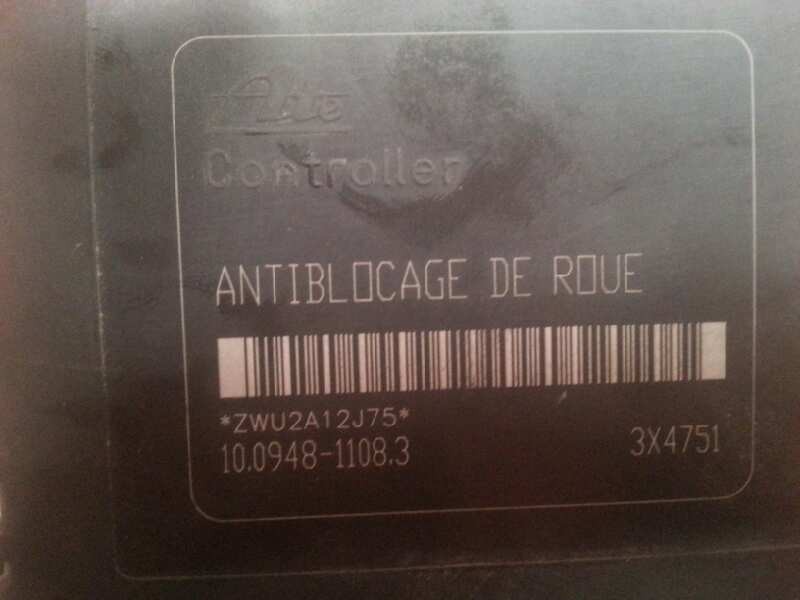 Ate
Controller
ANTIBLOCAGE DE ROUE
*ZWU2A12J75*
10.0948-1108.3
3X4751